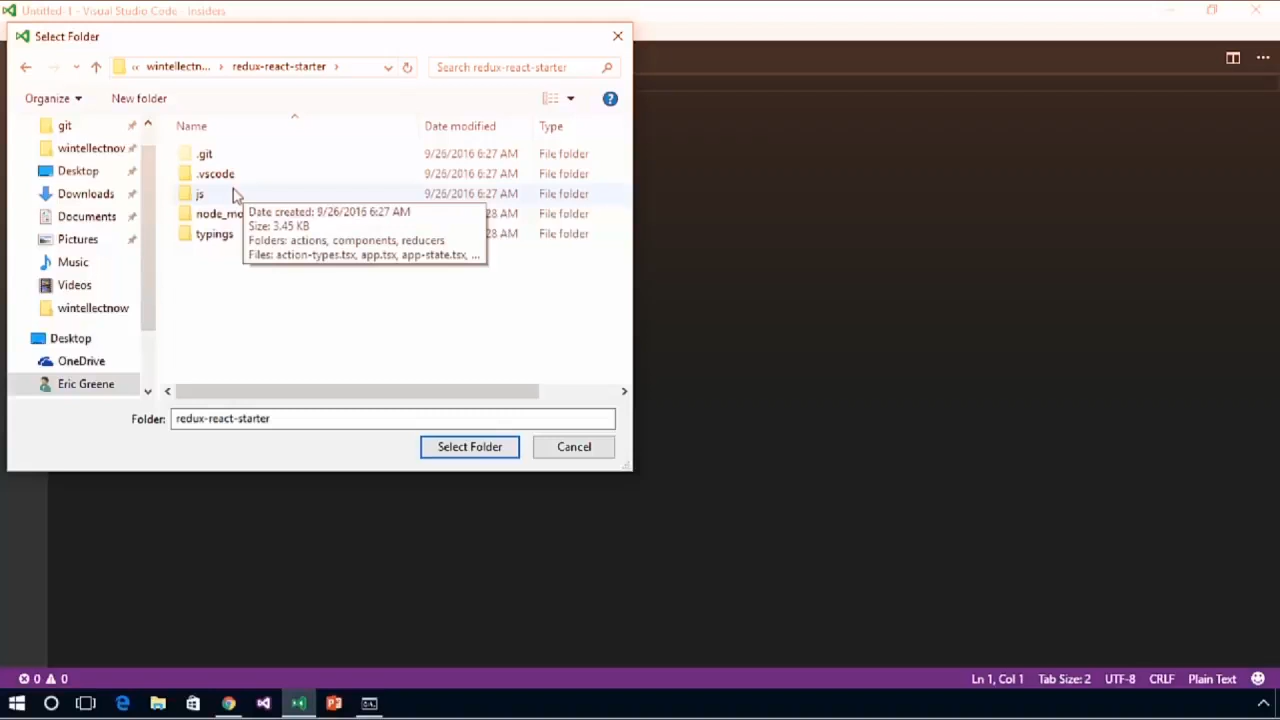 Untitled-1 - Visual Studio Code - Insiders
Select Folder
« wintellectn... › redux-react-starter ›
Search redux-react-starter
Organize
New folder
Name
Date modified
Type
git
wintellectnov
Desktop
Downloads
Documents
Pictures
Music
Videos
wintellectnow
Desktop
OneDrive
Eric Greene
.git 9/26/2016 6:27 AM File folder
.vscode 9/26/2016 6:27 AM File folder
js 9/26/2016 6:27 AM File folder
node_mo 28 AM File folder
typings 28 AM File folder
Date created: 9/26/2016 6:27 AM
Size: 3.45 KB
Folders: actions, components, reducers
Files: action-types.tsx, app.tsx, app-state.tsx, ...
Folder: redux-react-starter
Select Folder
Cancel
0 0
Ln 1, Col 1 Tab Size: 2 UTF-8 CRLF Plain Text